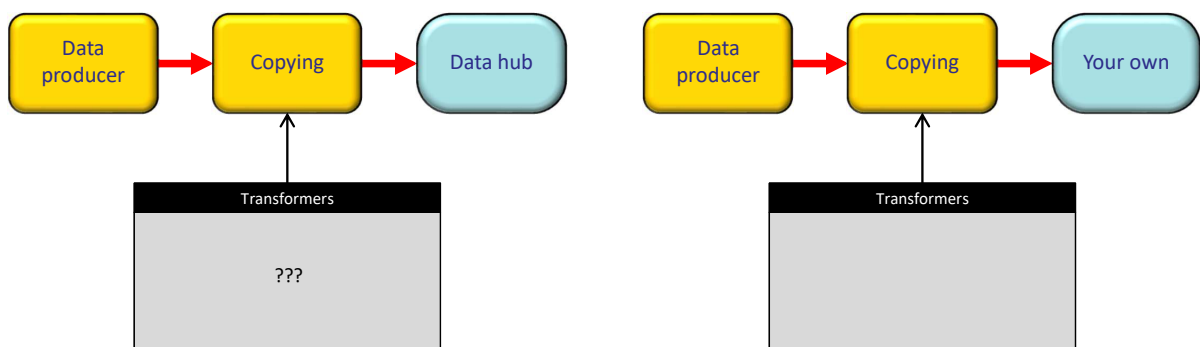 Data
producer
Copying
Data hub
Transformers
???
Data
producer
Copying
Your own
Transformers